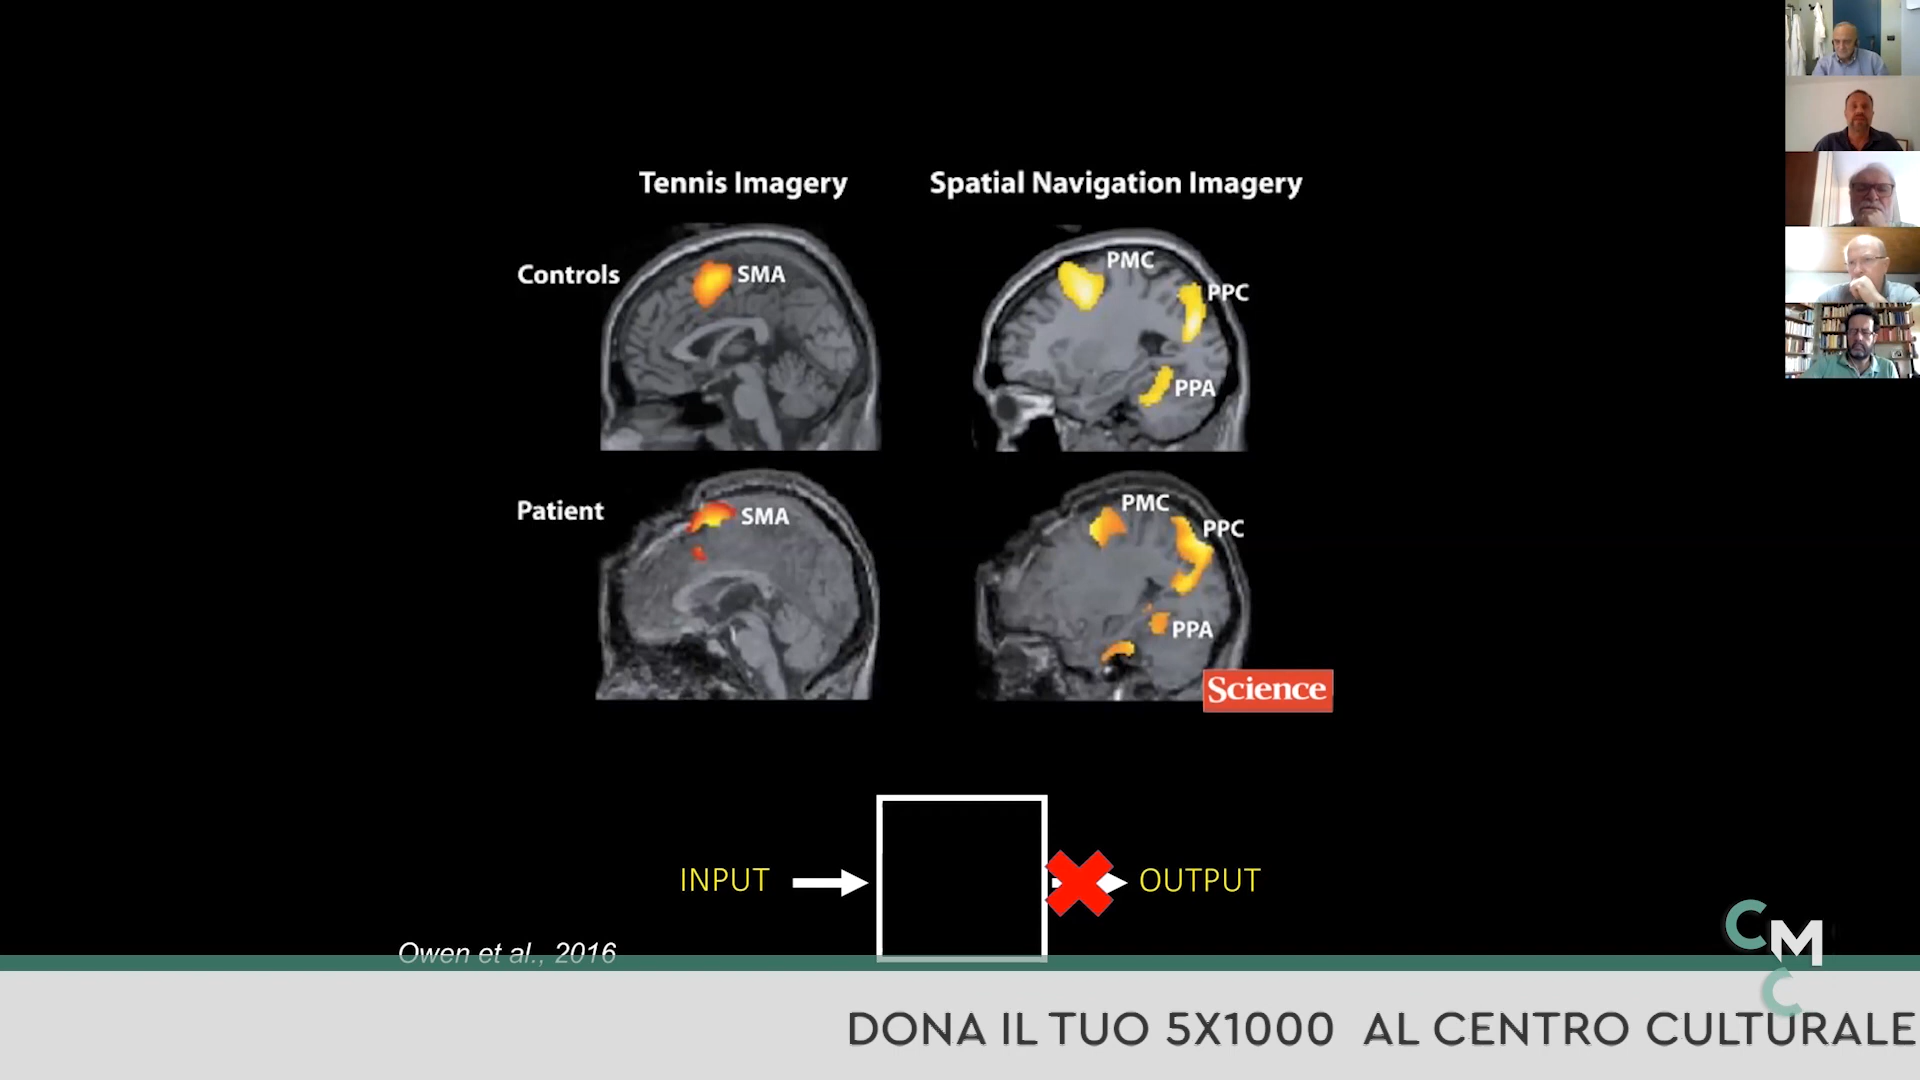 Tennis Imagery
Spatial Navigation Imagery
Controls
SMA
PMC
PPC
PPA
Patient
SMA
PMC
PPC
PPA
Science
INPUT
OUTPUT
Owen et al., 2016
CMC
DONA IL TUO 5X1000 AL CENTRO CULTURALE